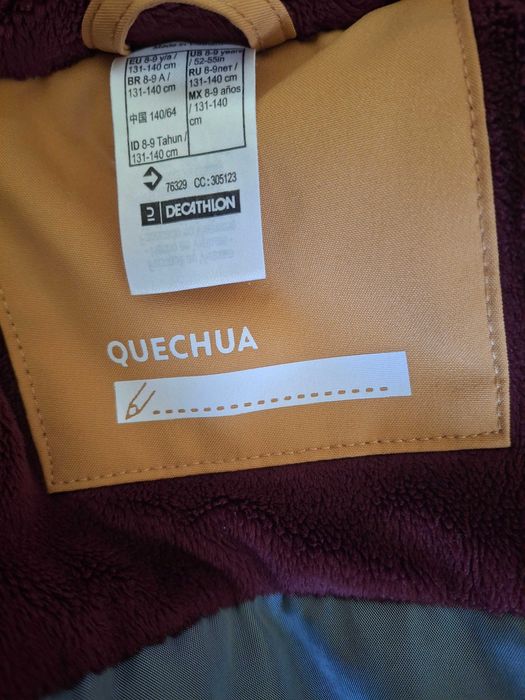 Made in
EU 8-9 y/a /
131-140 cm
BR 8-9 A /
131-140 cm
中国 140/64
ID 8-9 Tahun /
131-140 cm
US 8-9 years
/ 52-55in
RU 8-9лет /
131-140 cm
MX 8-9 años
/ 131-140
cm
76329 CC:305123
DECATHLON
QUECHUA